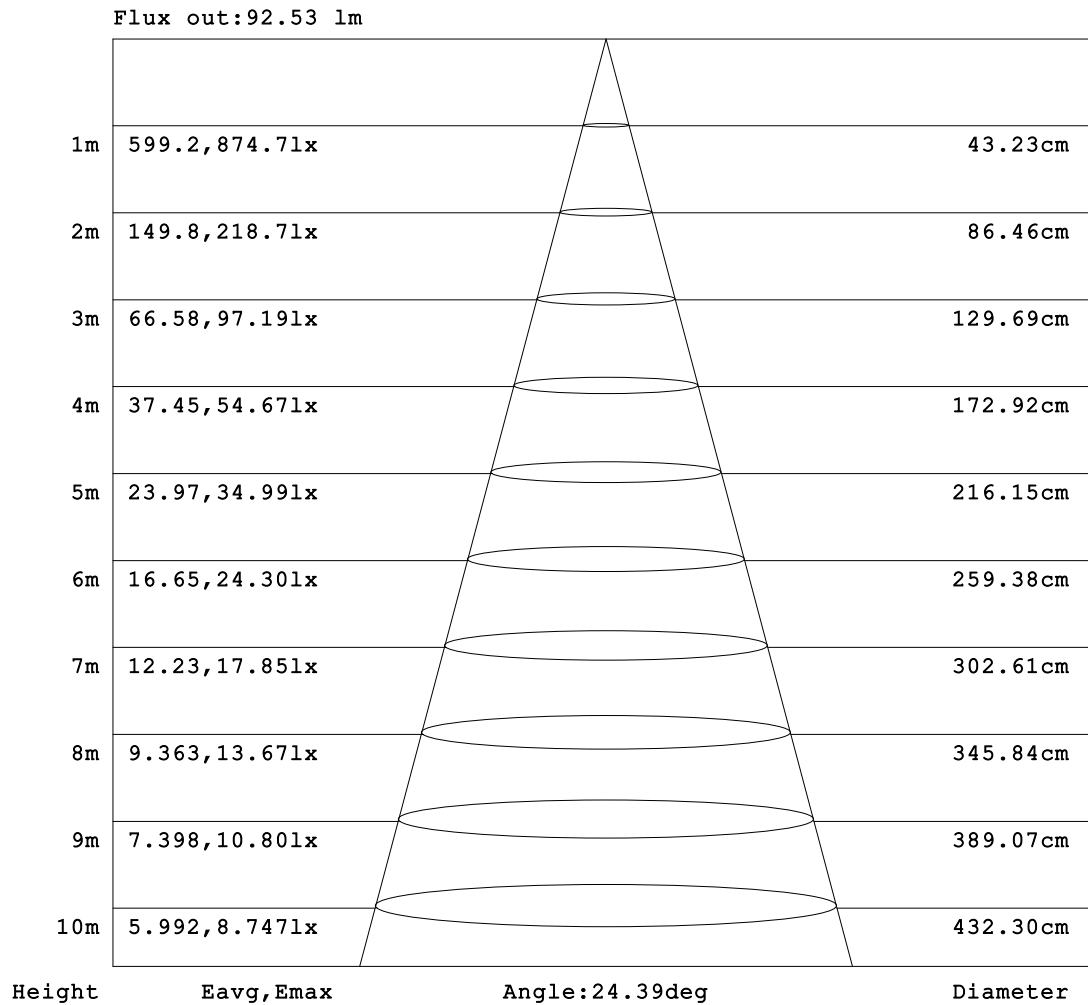 Flux out:92.53 lm
1m 599.2,874.7lx 43.23cm
2m 149.8,218.7lx 86.46cm
3m 66.58,97.19lx 129.69cm
4m 37.45,54.67lx 172.92cm
5m 23.97,34.99lx 216.15cm
6m 16.65,24.30lx 259.38cm
7m 12.23,17.85lx 302.61cm
8m 9.363,13.67lx 345.84cm
9m 7.398,10.80lx 389.07cm
10m 5.992,8.747lx 432.30cm
Height Eavg,Emax Angle:24.39deg Diameter